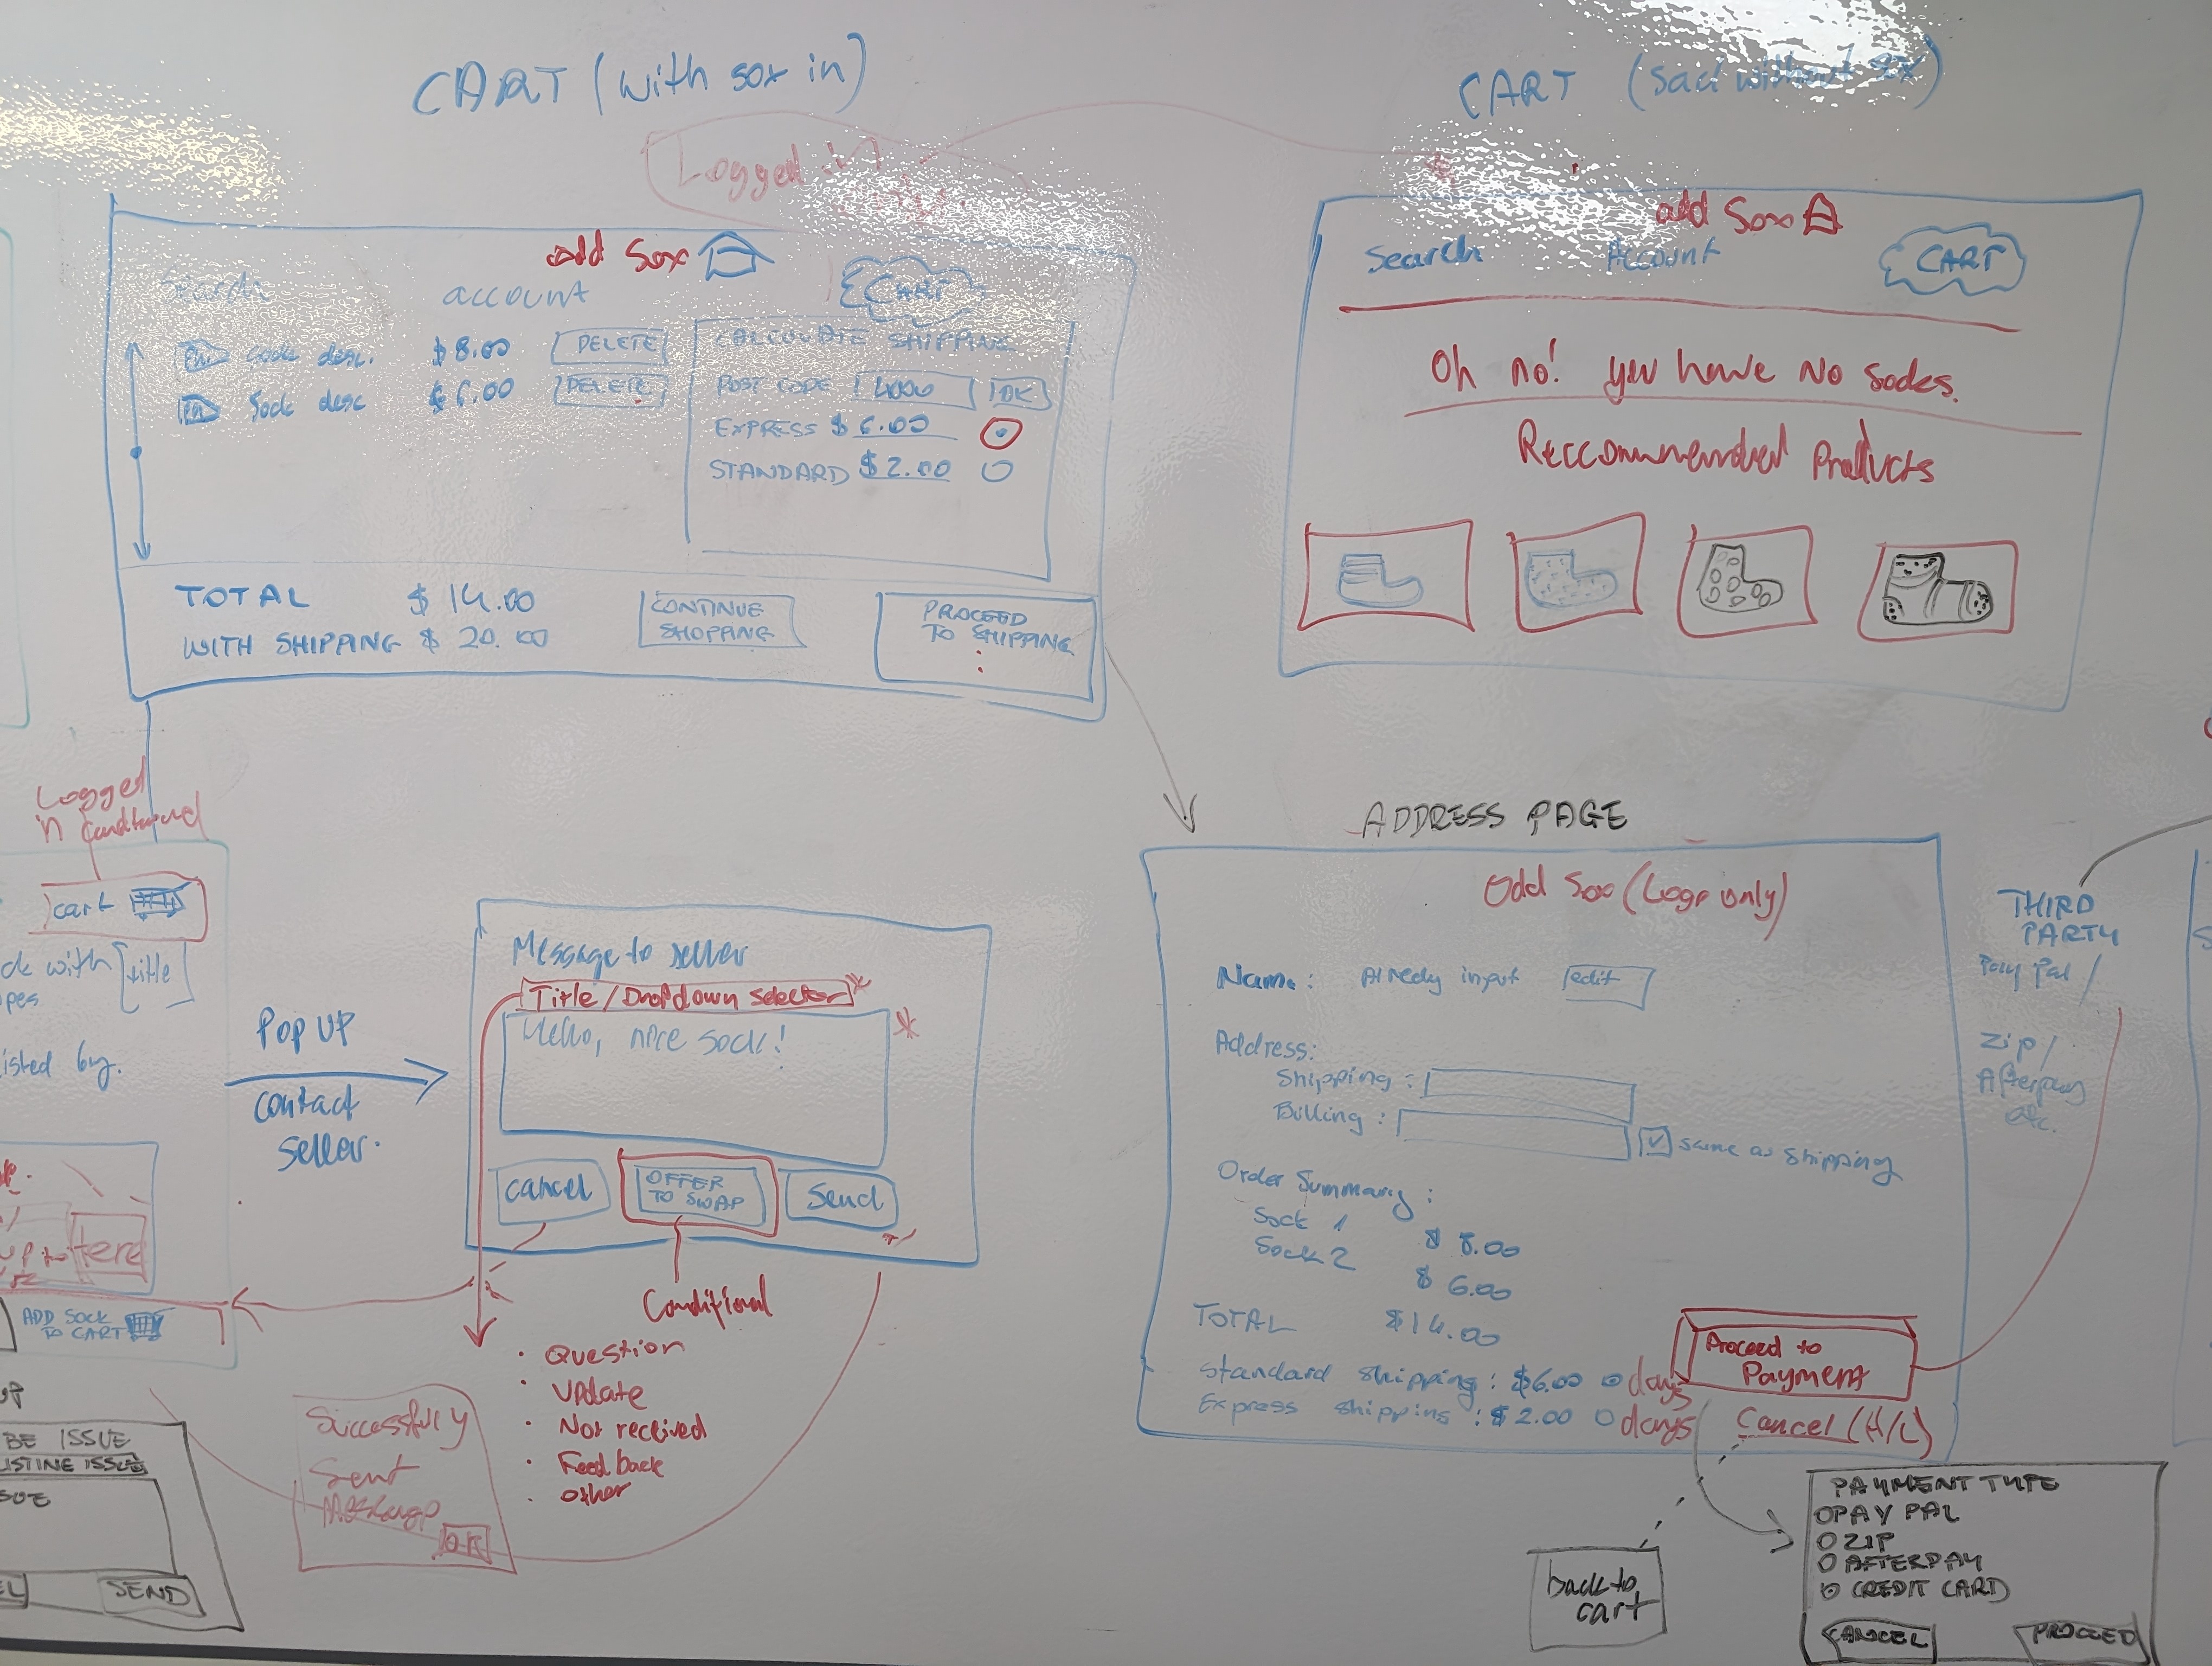 CART (with sox in)
Logged in
add Sox
Search
account
CART
Sock desc.
$8.00
DELETE
Sock desc
$6.00
DELETE
CALCULATE SHIPPING
POST CODE
4000
OK
EXPRESS $6.00
STANDARD $2.00
TOTAL $14.00
WITH SHIPPING $20.00
CONTINUE
SHOPPING
PROCEED
TO SHIPPING
CART (Sad without sox)
add Sox
Search
Account
CART
Oh no! you have No socks.
Reccommended Products
Logged
in
cart
ck with
title
pes
isted by.
here
ADD SOCK
TO CART
UP
BE ISSUE
ISTING ISSUE
SUE
EL
SEND
POP UP
contact
seller.
Message to seller
Title/Dropdown selector*
Hello, nice sock!
*
cancel
OFFER
TO SWAP
Send
Conditional
· Question
· Update
· Not received
· Feedback
· other
Successfully
Sent
Message
OK
ADDRESS PAGE
Odd Sox (Logo only)
Name: Already input
edit
Address:
Shipping:
Billing:
same as shipping
Order Summary:
Sock 1
$8.00
Sock 2
$6.00
TOTAL $14.00
Standard shipping: $6.00
days
Express shipping: $2.00
days
Proceed to
Payment
Cancel (H/L)
THIRD
PARTY
Pay Pal/
Zip/
Afterpay
etc.
back to
cart
PAYMENT TYPE
PAY PAL
ZIP
AFTERPAY
CREDIT CARD
CANCEL
PROCEED